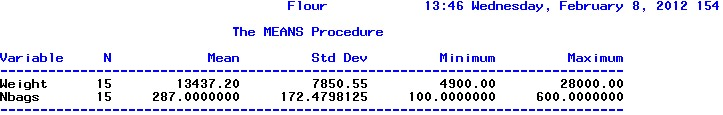 Flour 13:46 Wednesday, February 8, 2012 154
The MEANS Procedure
Variable N Mean Std Dev Minimum Maximum
Weight 15 13437.20 7850.55 4900.00 28000.00
Nbags 15 287.0000000 172.4798125 100.0000000 600.0000000